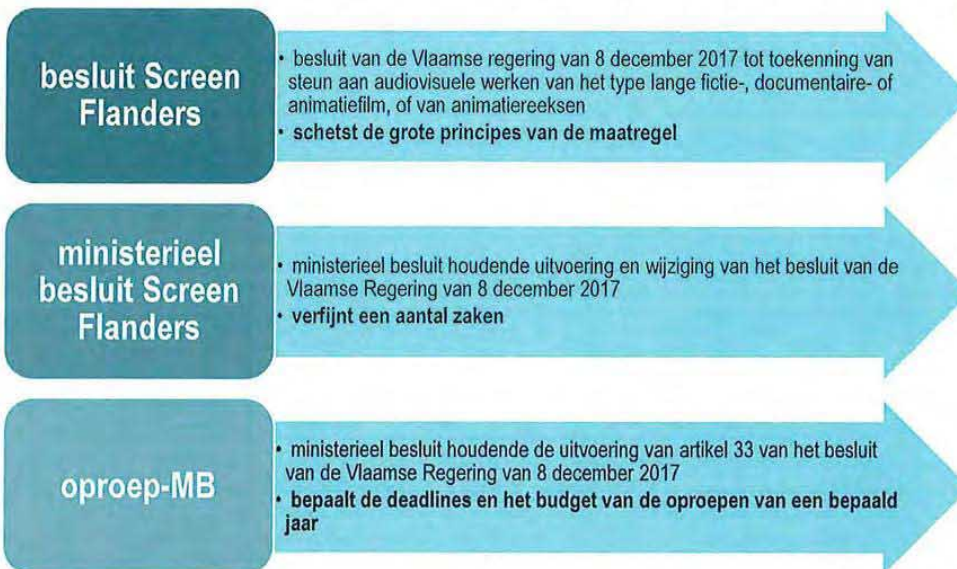 besluit Screen
Flanders
• besluit van de Vlaamse regering van 8 december 2017 tot toekenning van
steun aan audiovisuele werken van het type lange fictie-, documentaire- of
animatiefilm, of van animatiereeksen
• schetst de grote principes van de maatregel
ministerieel
besluit Screen
Flanders
• ministerieel besluit houdende uitvoering en wijziging van het besluit van de
Vlaamse Regering van 8 december 2017
• verfijnt een aantal zaken
oproep-MB
• ministerieel besluit houdende de uitvoering van artikel 33 van het besluit
van de Vlaamse Regering van 8 december 2017
• bepaalt de deadlines en het budget van de oproepen van een bepaald
jaar